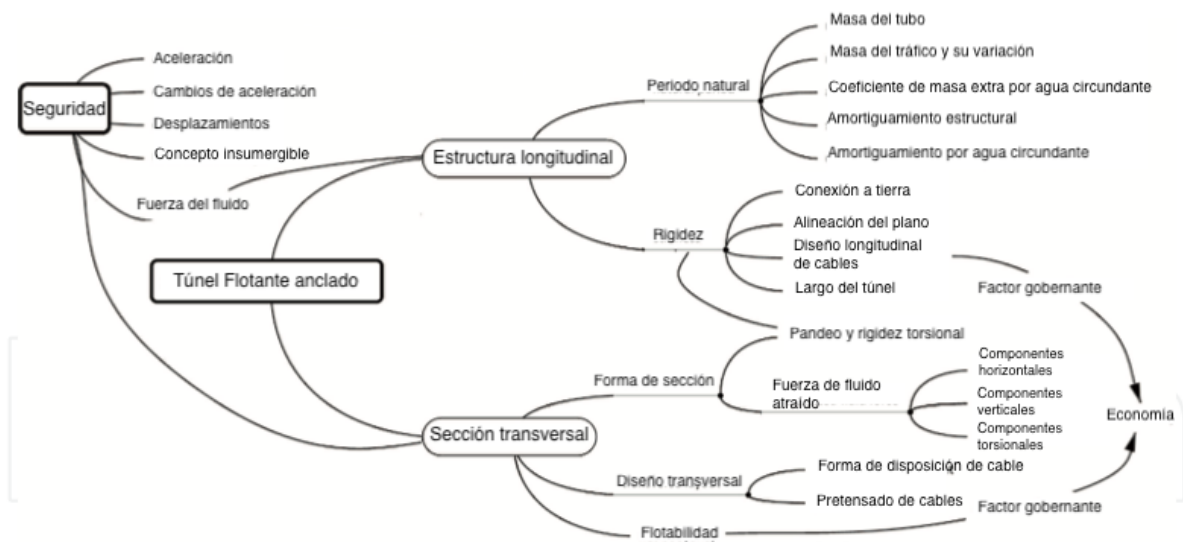 Seguridad
Aceleración
Cambios de aceleración
Desplazamientos
Concepto insumergible
Fuerza del fluido
Túnel Flotante anclado
Estructura longitudinal
Periodo natural
Masa del tubo
Masa del tráfico y su variación
Coeficiente de masa extra por agua circundante
Amortiguamiento estructural
Amortiguamiento por agua circundante
Rigidez
Conexión a tierra
Alineación del plano
Diseño longitudinal
de cables
Largo del túnel
Factor gobernante
Pandeo y rigidez torsional
Sección transversal
Forma de sección
Fuerza de fluido
atraído
Componentes
horizontales
Componentes
verticales
Componentes
torsionales
Economía
Diseño transversal
Forma de disposición de cable
Pretensado de cables
Flotabilidad
Factor gobernante